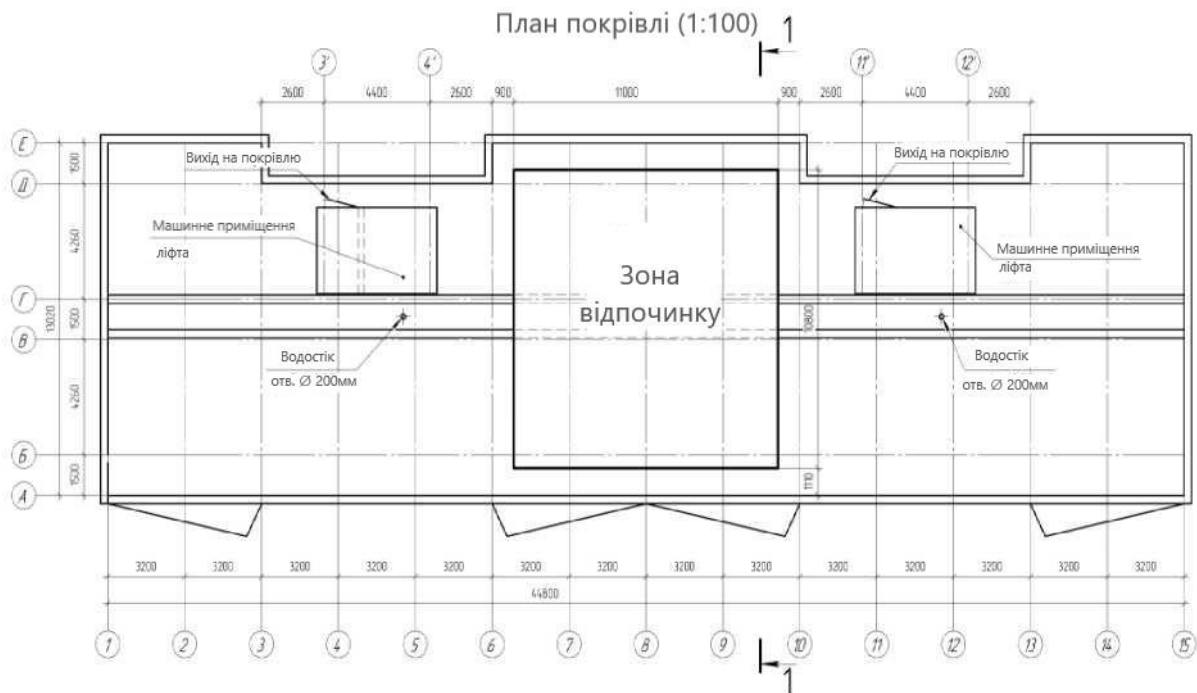 План покрівлі (1:100)
1
3' 4' 11' 12'
2600 4400 2600 900 11000 900 2600 4400 2600
Е
Д
Г
В
Б
А
1500
4260
1500
4260
1500
13020
Вихід на покрівлю
Машинне приміщення
ліфта
Водостік
отв. Ø 200мм
Зона
відпочинку
10800
1110
Вихід на покрівлю
Машинне приміщення
ліфта
Водостік
отв. Ø 200мм
3200 3200 3200 3200 3200 3200 3200 3200 3200 3200 3200 3200 3200 3200
44800
1 2 3 4 5 6 7 8 9 10 11 12 13 14 15
1